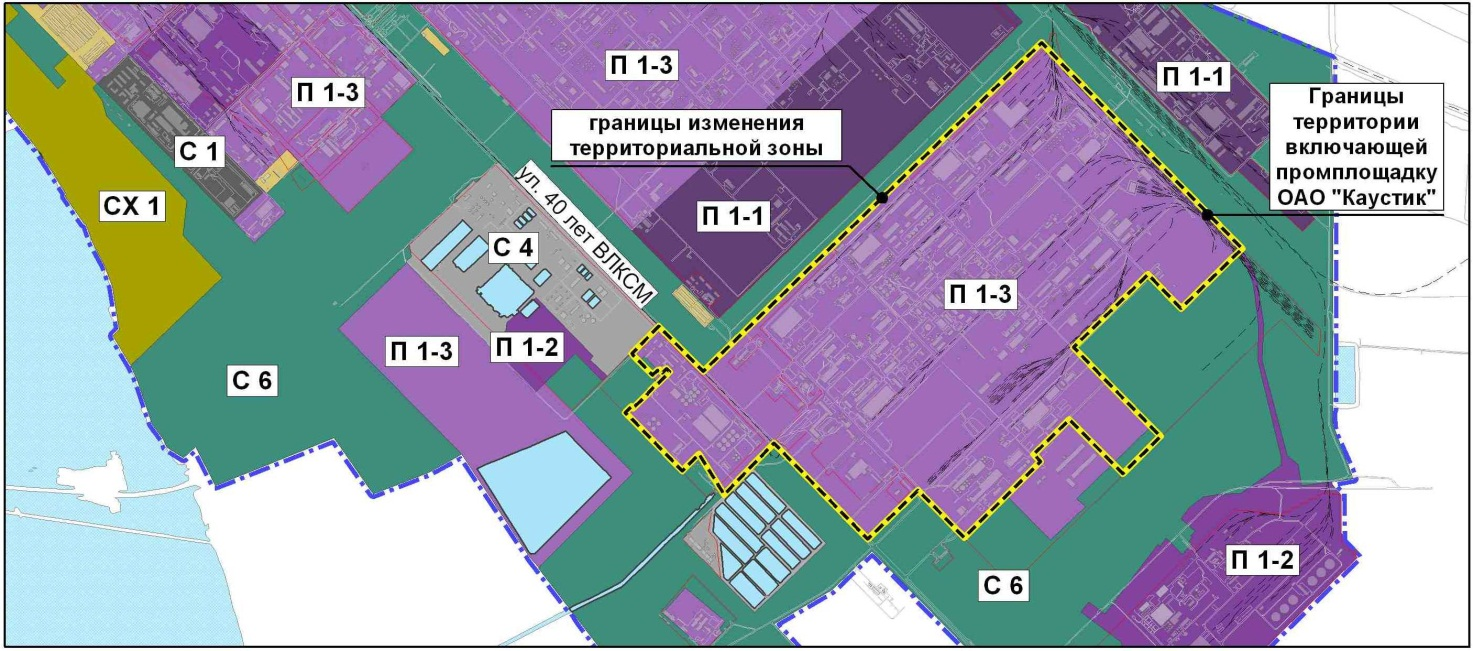 П 1-3
П 1-1
Границы
территории
включающей
промплощадку
ОАО "Каустик"
П 1-3
границы изменения
территориальной зоны
С 1
СХ 1
ул. 40 лет ВЛКСМ
П 1-1
С 4
П 1-3
П 1-3
П 1-2
С 6
П 1-2
С 6